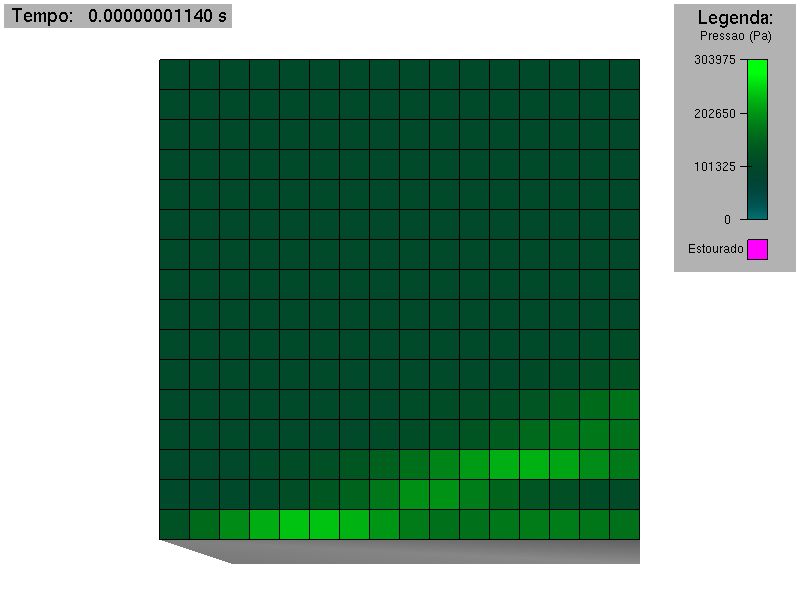 Tempo: 0.00000001140 s
Legenda:
Pressao (Pa)
303975
202650
101325
0
Estourado